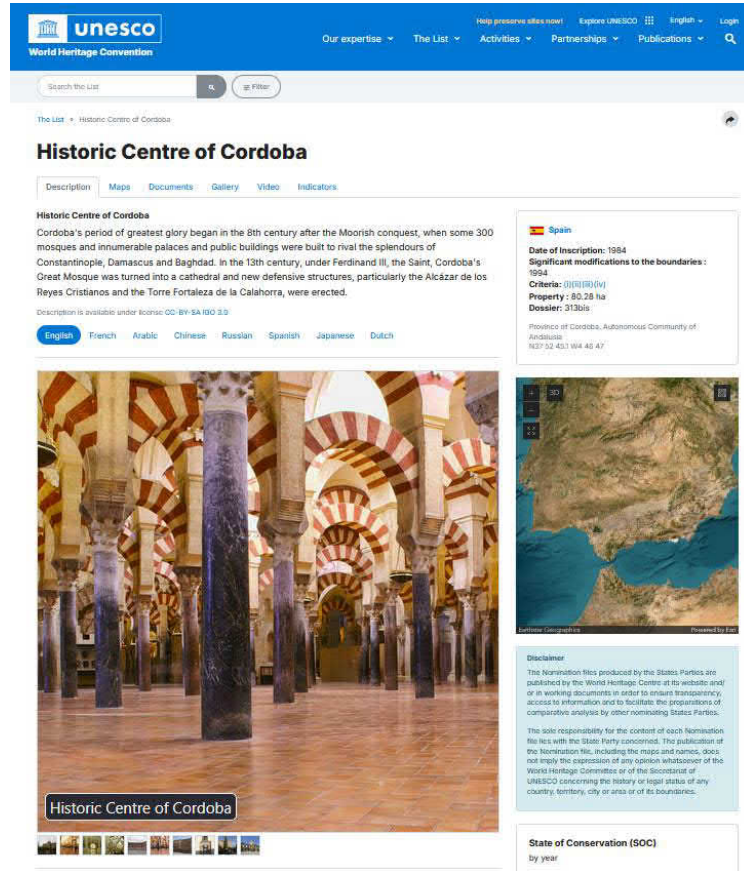 unesco
World Heritage Convention
Help preserve sites now! Explore UNESCO English Login
Our expertise The List Activities Partnerships Publications
Search the List
Filter
The List Historic Centre of Cordoba
Historic Centre of Cordoba
Description Maps Documents Gallery Video Indicators
Historic Centre of Cordoba
Cordoba's period of greatest glory began in the 8th century after the Moorish conquest, when some 300
mosques and innumerable palaces and public buildings were built to rival the splendours of
Constantinople, Damascus and Baghdad. In the 13th century, under Ferdinand III, the Saint, Cordoba's
Great Mosque was turned into a cathedral and new defensive structures, particularly the Alcázar de los
Reyes Cristianos and the Torre Fortaleza de la Calahorra, were erected.
Description is available under license CC-BY-SA IGO 3.0
English French Arabic Chinese Russian Spanish Japanese Dutch
Historic Centre of Cordoba
Spain
Date of Inscription: 1984
Significant modifications to the boundaries :
1994
Criteria: (i)(ii)(iii)(iv)
Property : 80.28 ha
Dossier: 313bis
Province of Cordoba, Autonomous Community of
Andalusia
N37 52 45.1 W4 46 47
+ 3D
−
Earthstar Geographics Powered by Esri
Disclaimer
The Nomination files produced by the States Parties are
published by the World Heritage Centre at its website and/
or in working documents in order to ensure transparency,
access to information and to facilitate the preparations of
comparative analysis by other nominating States Parties.
The sole responsibility for the content of each Nomination
file lies with the State Party concerned. The publication of
the Nomination file, including the maps and names, does
not imply the expression of any opinion whatsoever of the
World Heritage Committee or of the Secretariat of
UNESCO concerning the history or legal status of any
country, territory, city or area or of its boundaries.
State of Conservation (SOC)
by year